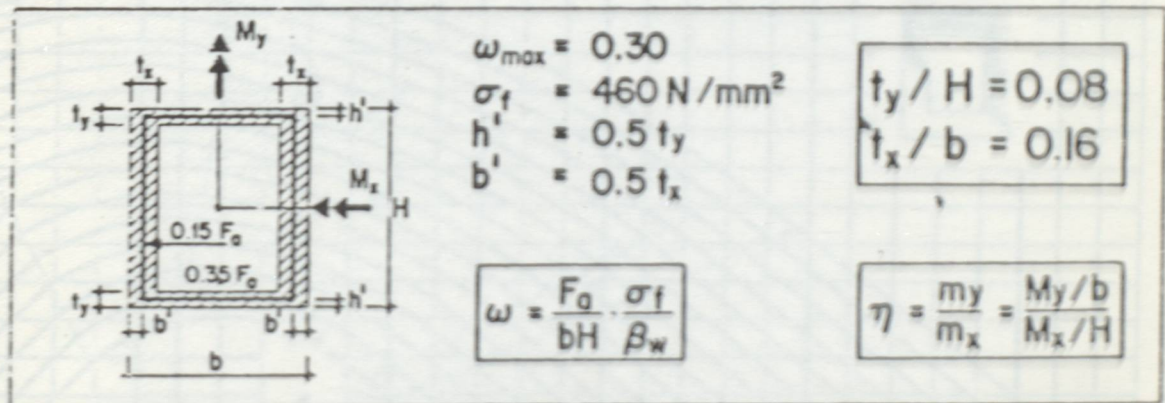 M_y
t_x t_x
t_y h'
M_x H
0.15 F_a
0.35 F_a
t_y h'
b' b'
b
ω_max = 0.30
σ_f = 460 N/mm²
h' = 0.5 t_y
b' = 0.5 t_x
ω = F_a / bH · σ_f / β_w
t_y / H = 0.08
t_x / b = 0.16
η = m_y / m_x = M_y/b / M_x/H